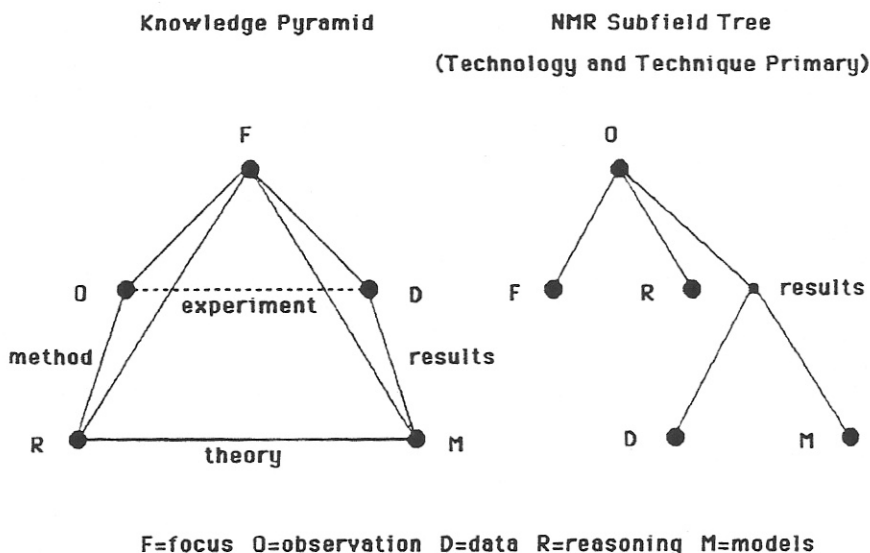 Knowledge Pyramid
NMR Subfield Tree
(Technology and Technique Primary)
F
O
O
D
experiment
F
R
results
method
results
R
M
theory
D
M
F=focus O=observation D=data R=reasoning M=models